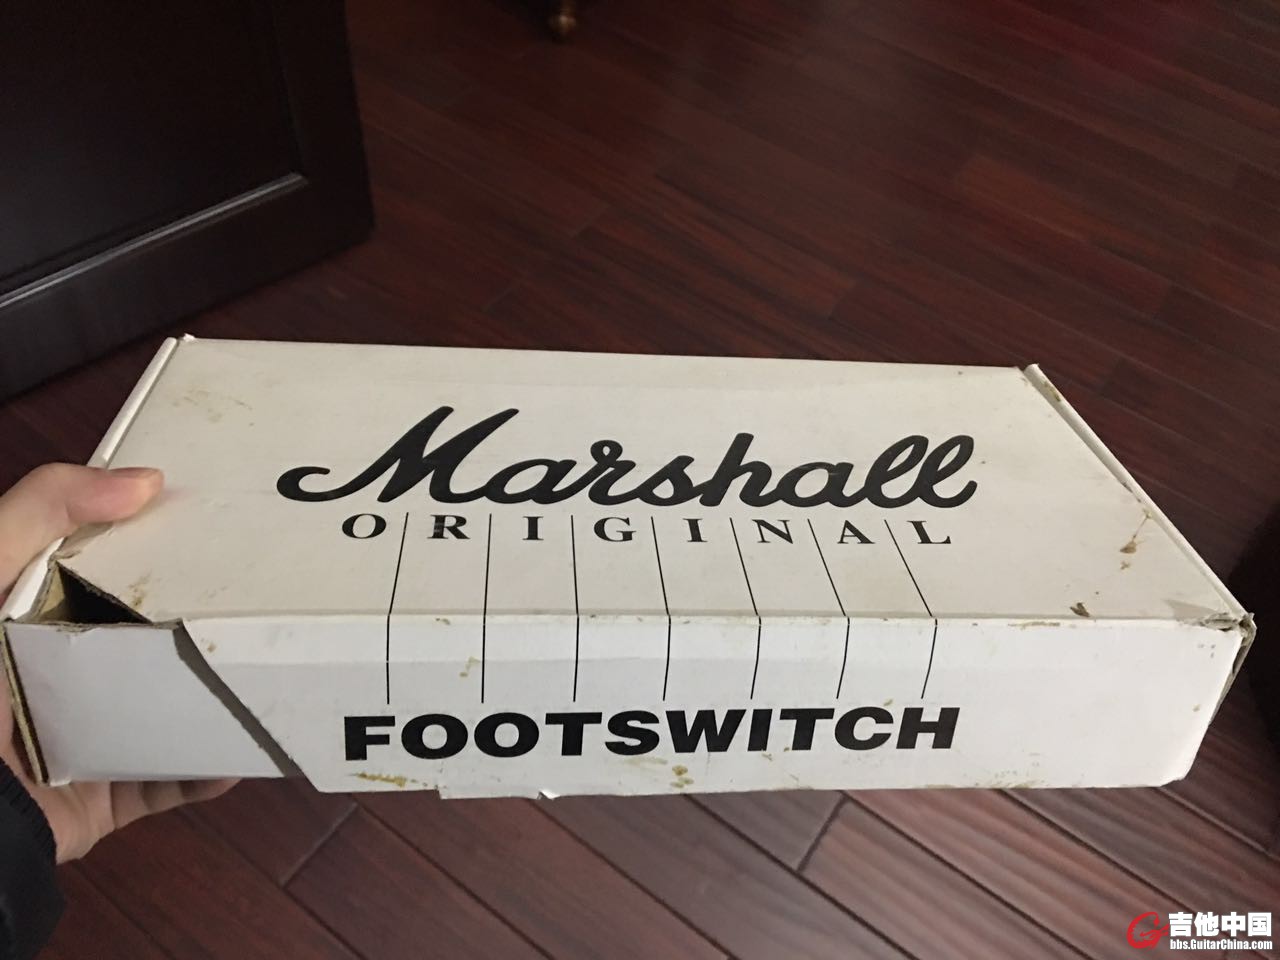 Marshall
ORIGINAL
FOOTSWITCH
吉他中国
bbs.GuitarChina.com